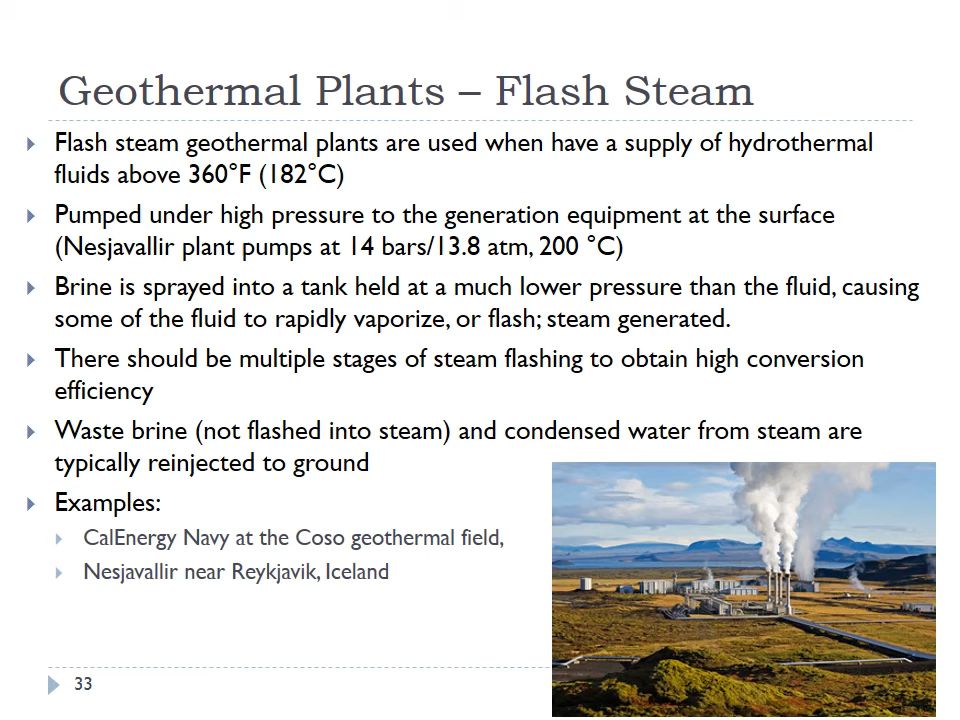 Geothermal Plants – Flash Steam
Flash steam geothermal plants are used when have a supply of hydrothermal
fluids above 360°F (182°C)
Pumped under high pressure to the generation equipment at the surface
(Nesjavallir plant pumps at 14 bars/13.8 atm, 200 °C)
Brine is sprayed into a tank held at a much lower pressure than the fluid, causing
some of the fluid to rapidly vaporize, or flash; steam generated.
There should be multiple stages of steam flashing to obtain high conversion
efficiency
Waste brine (not flashed into steam) and condensed water from steam are
typically reinjected to ground
Examples:
CalEnergy Navy at the Coso geothermal field,
Nesjavallir near Reykjavik, Iceland
33